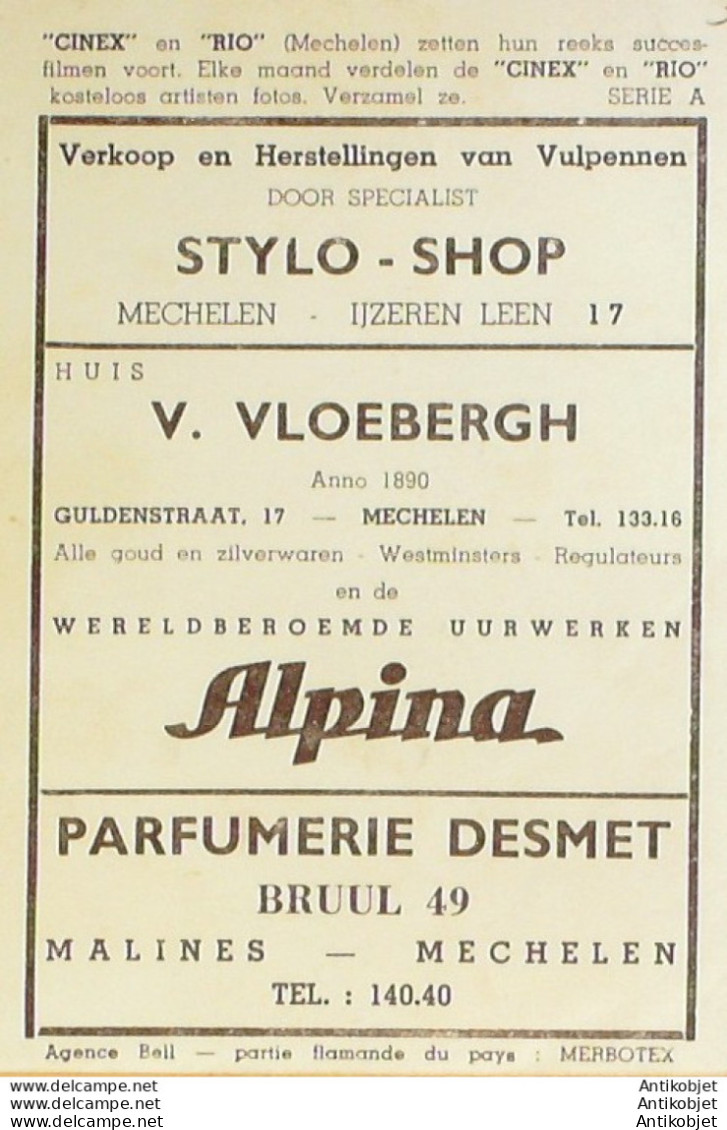 "CINEX" en "RIO" (Mechelen) zetten hun reeks succes-
filmen voort. Elke maand verdelen de "CINEX" en "RIO"
kosteloos artisten fotos. Verzamel ze. SERIE A
Verkoop en Herstellingen van Vulpennen
DOOR SPECIALIST
STYLO - SHOP
MECHELEN - IJZEREN LEEN 17
HUIS
V. VLOEBERGH
Anno 1890
GULDENSTRAAT, 17 — MECHELEN — Tel. 133.16
Alle goud en zilverwaren - Westminsters - Regulateurs
en de
WERELDBEROEMDE UURWERKEN
Alpina
PARFUMERIE DESMET
BRUUL 49
MALINES — MECHELEN
TEL. : 140.40
Agence Bell — partie flamande du pays : MERBOTEX
www.delcampe.net Antikobjet
www.delcampe.net Antikobjet
www.delcampe.net Antikobjet